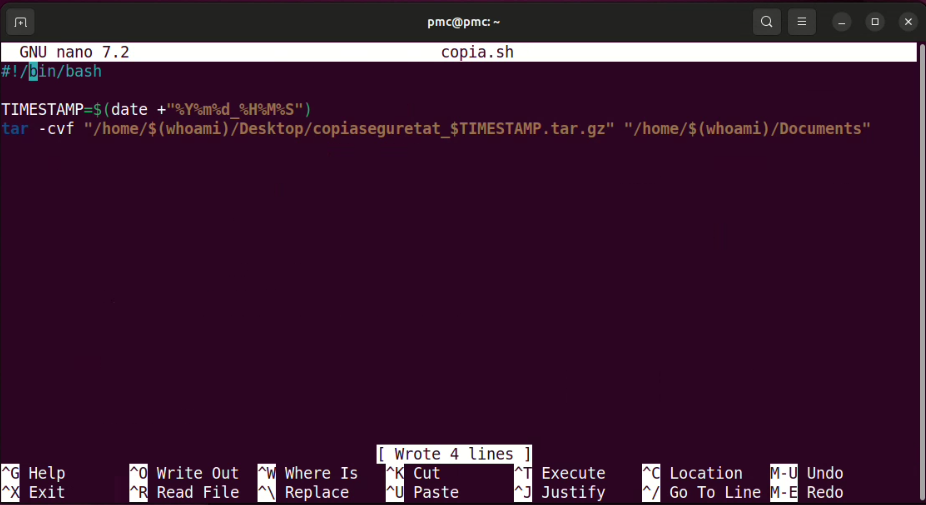 pmc@pmc: ~
GNU nano 7.2 copia.sh
#!/bin/bash
TIMESTAMP=$(date +"%Y%m%d_%H%M%S")
tar -cvf "/home/$(whoami)/Desktop/copiaseguretat_$TIMESTAMP.tar.gz" "/home/$(whoami)/Documents"
[ Wrote 4 lines ]
^G Help ^O Write Out ^W Where Is ^K Cut ^T Execute ^C Location M-U Undo
^X Exit ^R Read File ^\ Replace ^U Paste ^J Justify ^/ Go To Line M-E Redo